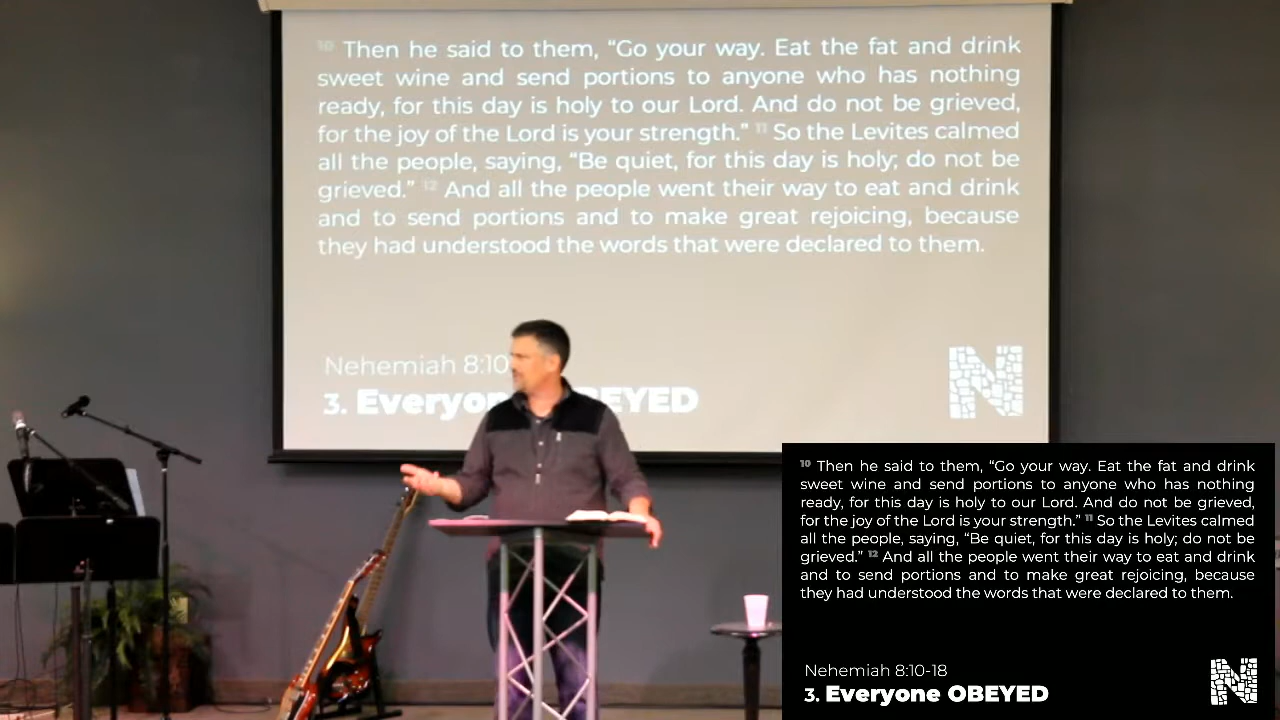 10 Then he said to them, “Go your way. Eat the fat and drink
sweet wine and send portions to anyone who has nothing
ready, for this day is holy to our Lord. And do not be grieved,
for the joy of the Lord is your strength.” 11 So the Levites calmed
all the people, saying, “Be quiet, for this day is holy; do not be
grieved.” 12 And all the people went their way to eat and drink
and to send portions and to make great rejoicing, because
they had understood the words that were declared to them.
Nehemiah 8:10
3. Everyon EYED
N
10 Then he said to them, “Go your way. Eat the fat and drink
sweet wine and send portions to anyone who has nothing
ready, for this day is holy to our Lord. And do not be grieved,
for the joy of the Lord is your strength.” 11 So the Levites calmed
all the people, saying, “Be quiet, for this day is holy; do not be
grieved.” 12 And all the people went their way to eat and drink
and to send portions and to make great rejoicing, because
they had understood the words that were declared to them.
Nehemiah 8:10-18
3. Everyone OBEYED
N